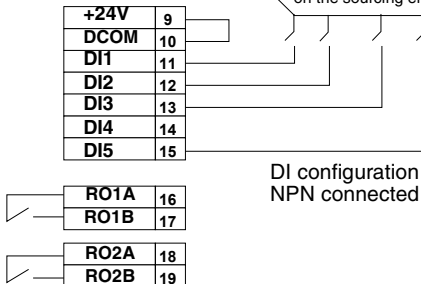 on the sourcing
+24V 9
DCOM 10
DI1 11
DI2 12
DI3 13
DI4 14
DI5 15
DI configuration
NPN connected
RO1A 16
RO1B 17
RO2A 18
RO2B 19